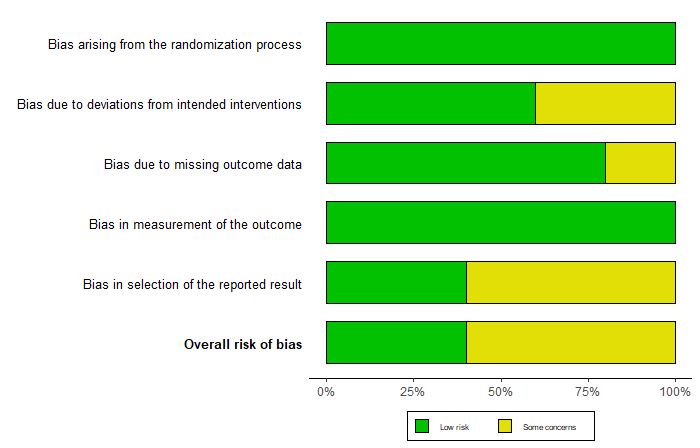 Bias arising from the randomization process
Bias due to deviations from intended interventions
Bias due to missing outcome data
Bias in measurement of the outcome
Bias in selection of the reported result
Overall risk of bias
0% 25% 50% 75% 100%
Low risk Some concerns